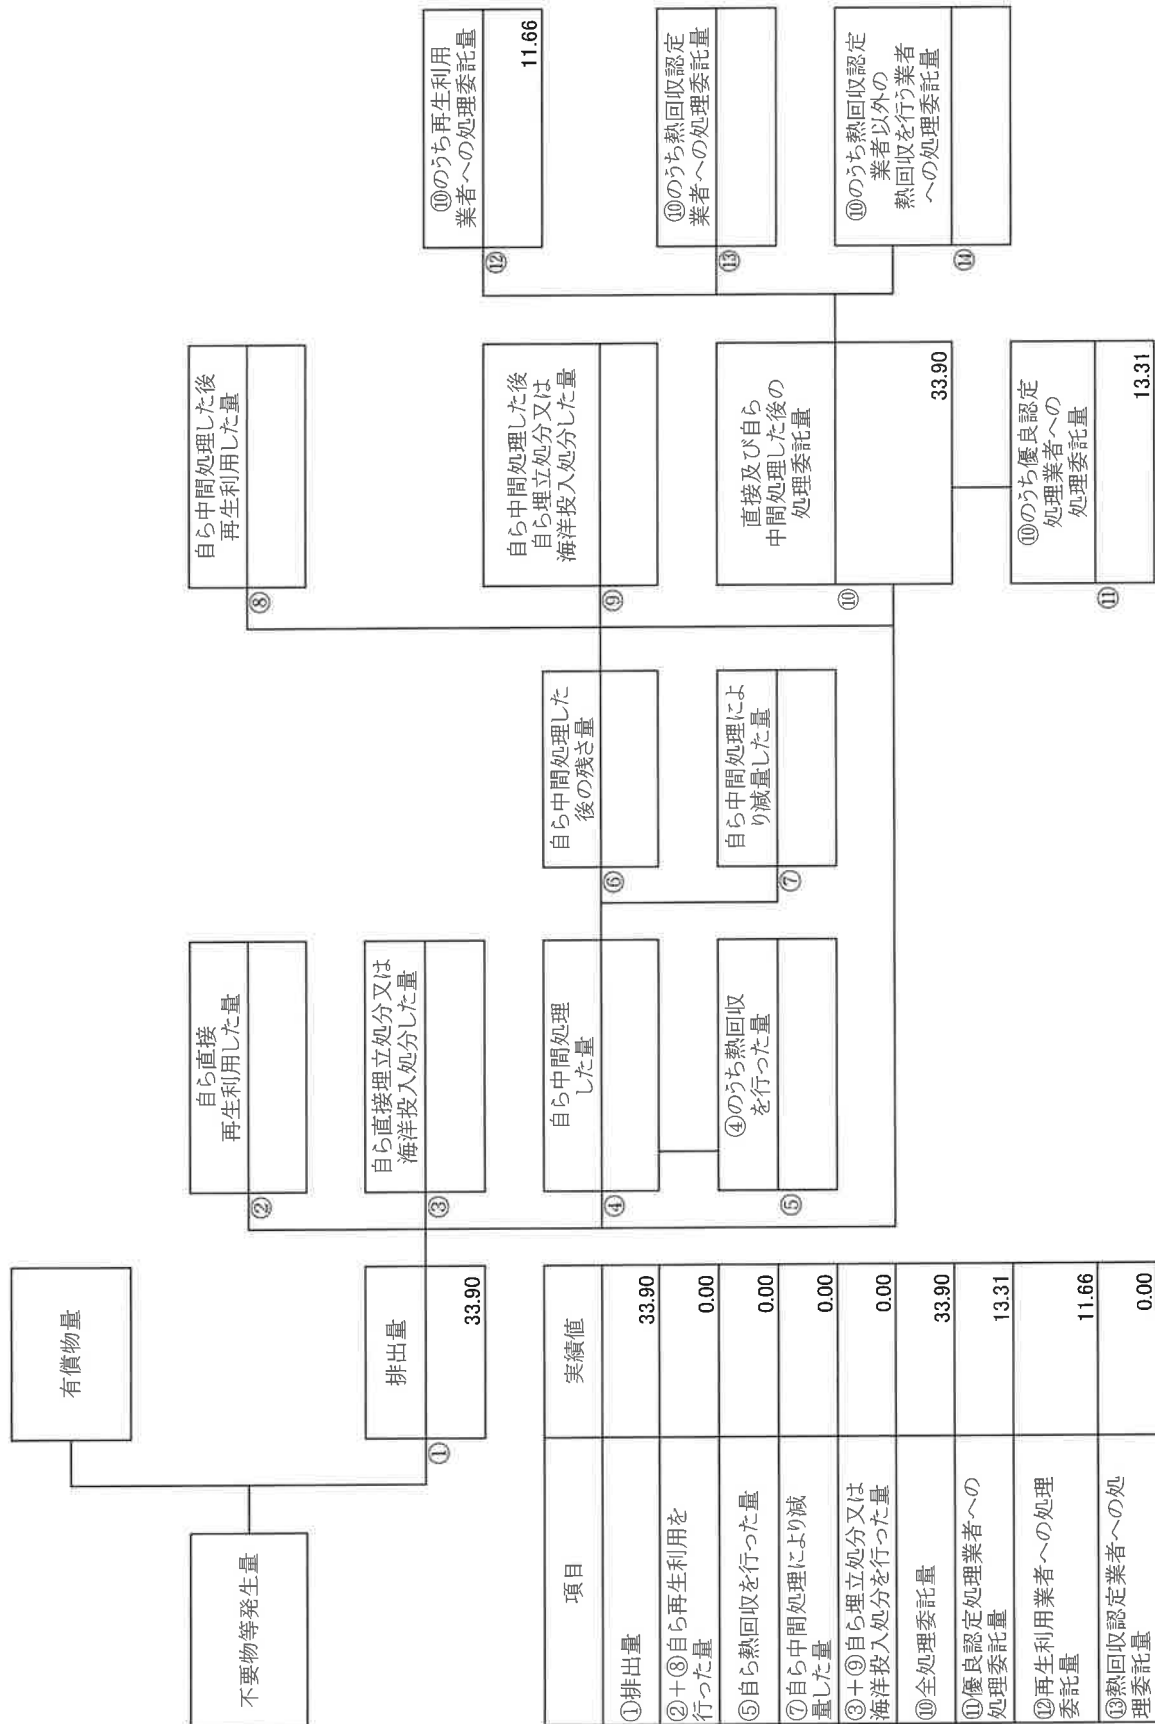 不要物等発生量
有償物量
①
排出量
33.90
②
自ら直接
再生利用した量
③
自ら直接埋立処分又は
海洋投入処分した量
④
自ら中間処理
した量
⑤
④のうち熱回収
を行った量
⑥
自ら中間処理した
後の残さ量
⑦
自ら中間処理によ
り減量した量
⑧
自ら中間処理した後
再生利用した量
⑨
自ら中間処理した後
自ら埋立処分又は
海洋投入処分した量
⑩
直接及び自ら
中間処理した後の
処理委託量
33.90
⑪
⑩のうち優良認定
処理業者への
処理委託量
13.31
⑫
⑩のうち再生利用
業者への処理委託量
11.66
⑬
⑩のうち熱回収認定
業者への処理委託量
⑭
⑩のうち熱回収認定
業者以外の
熱回収を行う業者
への処理委託量
項目 実績値
①排出量 33.90
②+⑧自ら再生利用を
行った量 0.00
⑤自ら熱回収を行った量 0.00
⑦自ら中間処理により減
量した量 0.00
③+⑨自ら埋立処分又は
海洋投入処分を行った量 0.00
⑩全処理委託量 33.90
⑪優良認定処理業者への
処理委託量 13.31
⑫再生利用業者への処理
委託量 11.66
⑬熱回収認定業者への処
理委託量 0.00